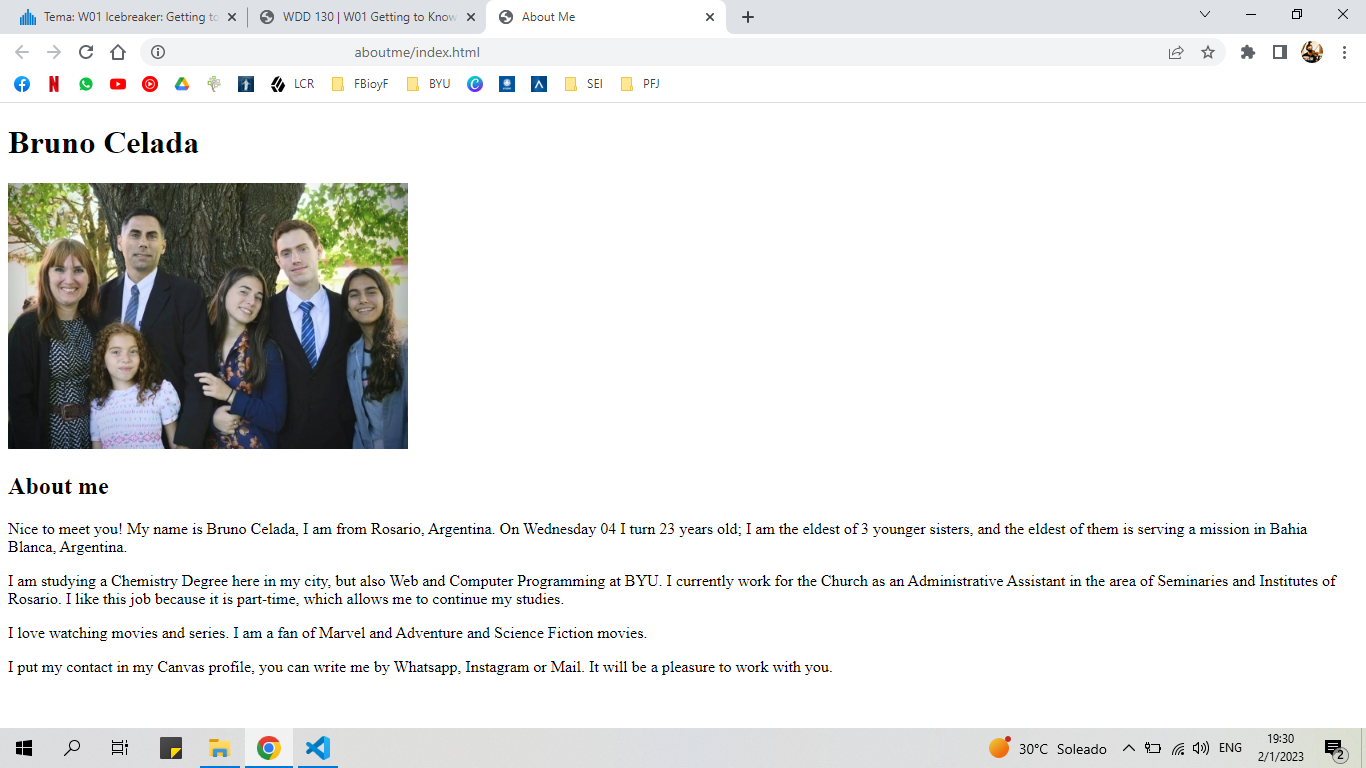 Tema: W01 Icebreaker: Getting to
WDD 130 | W01 Getting to Know
About Me
aboutme/index.html
LCR
FBioyF
BYU
SEI
PFJ
Bruno Celada
About me
Nice to meet you! My name is Bruno Celada, I am from Rosario, Argentina. On Wednesday 04 I turn 23 years old; I am the eldest of 3 younger sisters, and the eldest of them is serving a mission in Bahia
Blanca, Argentina.
I am studying a Chemistry Degree here in my city, but also Web and Computer Programming at BYU. I currently work for the Church as an Administrative Assistant in the area of Seminaries and Institutes of
Rosario. I like this job because it is part-time, which allows me to continue my studies.
I love watching movies and series. I am a fan of Marvel and Adventure and Science Fiction movies.
I put my contact in my Canvas profile, you can write me by Whatsapp, Instagram or Mail. It will be a pleasure to work with you.
30°C Soleado
ENG
19:30
2/1/2023
2